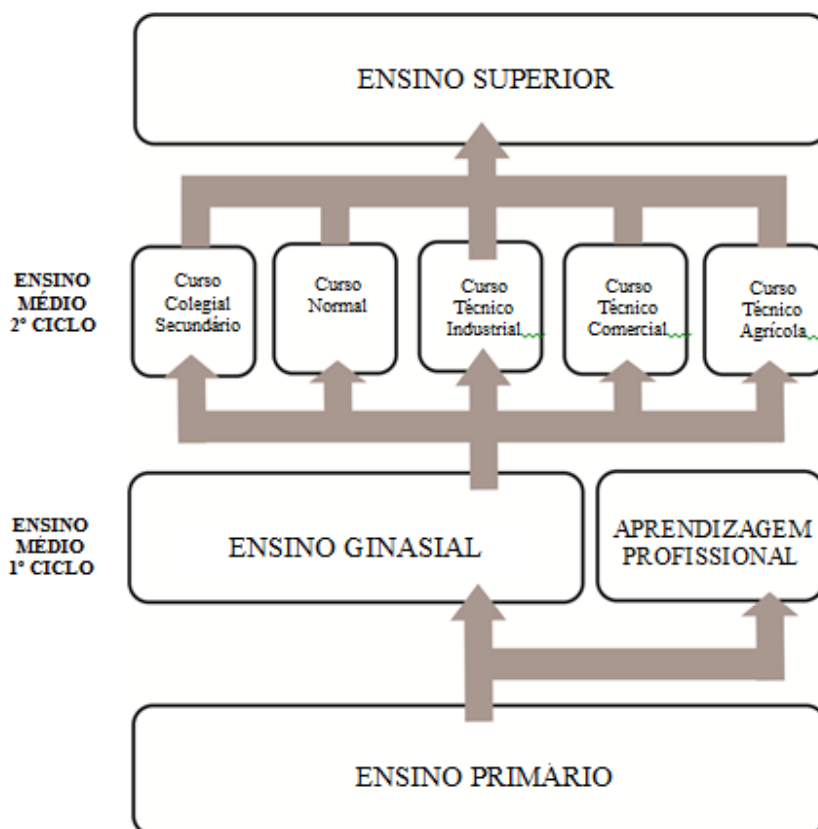 ENSINO SUPERIOR
ENSINO
MÉDIO
2º CICLO
Curso
Colegial
Secundário
Curso
Normal
Curso
Técnico
Industrial
Curso
Técnico
Comercial
Curso
Técnico
Agrícola
ENSINO
MÉDIO
1º CICLO
ENSINO GINASIAL
APRENDIZAGEM
PROFISSIONAL
ENSINO PRIMÁRIO